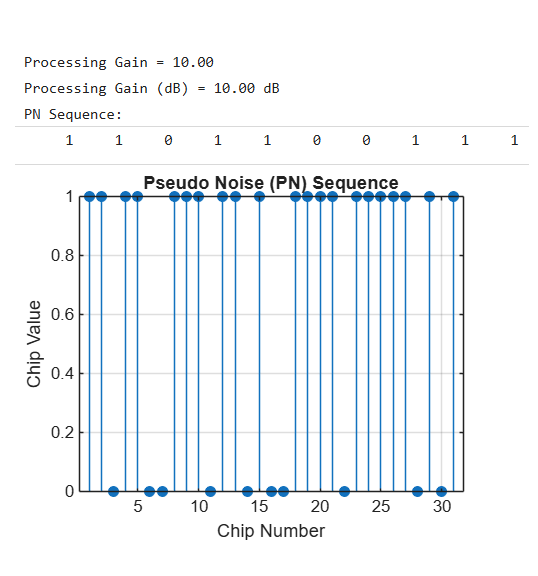 Processing Gain = 10.00
Processing Gain (dB) = 10.00 dB
PN Sequence:
1 1 0 1 1 0 0 1 1 1
Pseudo Noise (PN) Sequence
1
0.8
0.6
0.4
0.2
0
Chip Value
5 10 15 20 25 30
Chip Number